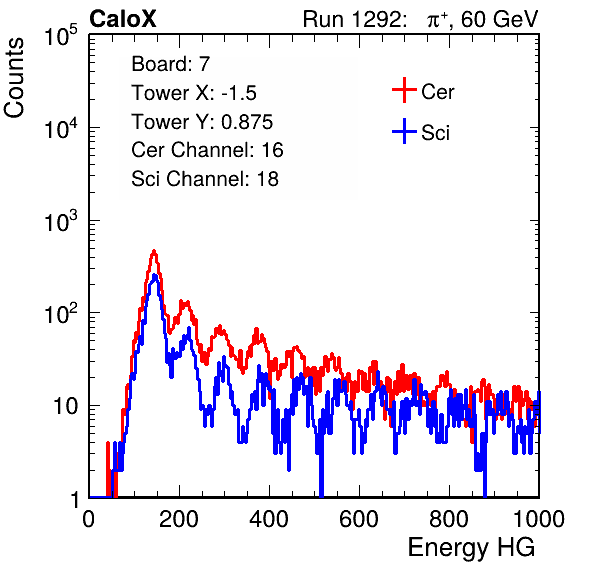 CaloX Run 1292: π⁺, 60 GeV
Counts
Board: 7
Tower X: -1.5
Tower Y: 0.875
Cer Channel: 16
Sci Channel: 18
Cer
Sci
10⁵
10⁴
10³
10²
10
1
0 200 400 600 800 1000
Energy HG